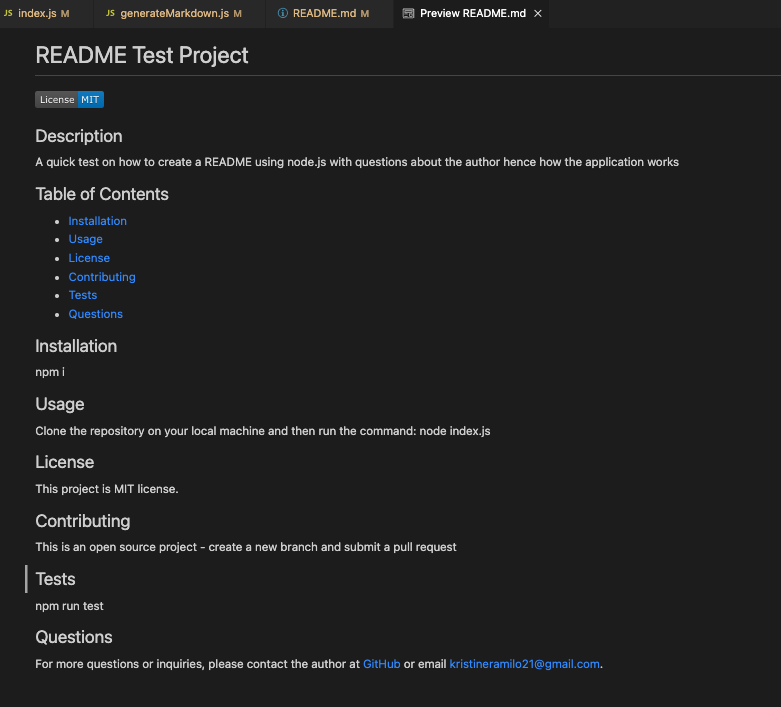 JS index.js M JS generateMarkdown.js M README.md M Preview README.md
README Test Project
License MIT
Description
A quick test on how to create a README using node.js with questions about the author hence how the application works
Table of Contents
Installation
Usage
License
Contributing
Tests
Questions
Installation
npm i
Usage
Clone the repository on your local machine and then run the command: node index.js
License
This project is MIT license.
Contributing
This is an open source project - create a new branch and submit a pull request
Tests
npm run test
Questions
For more questions or inquiries, please contact the author at GitHub or email kristineramilo21@gmail.com.